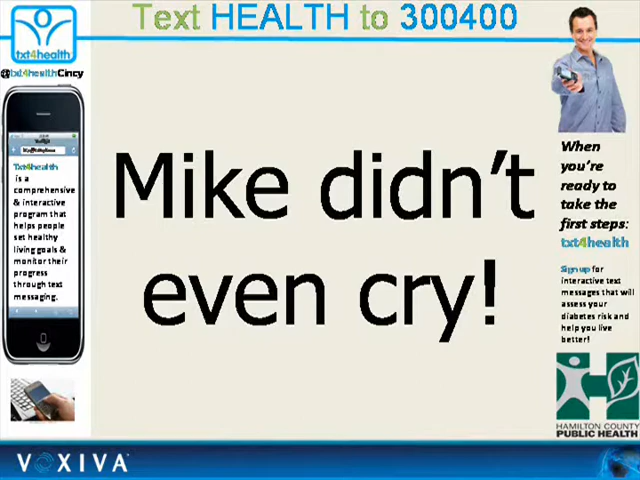 Text HEALTH to 300400
txt4health
@txt4healthCincy
Txt4health
is a
comprehensive
& interactive
program that
helps people
set healthy
living goals &
monitor their
progress
through text
messaging.
Mike didn't
even cry!
When
you're
ready to
take the
first steps:
txt4health
Sign up for
interactive text
messages that will
assess your
diabetes risk and
help you live
better!
HAMILTON COUNTY
PUBLIC HEALTH
VOXIVA